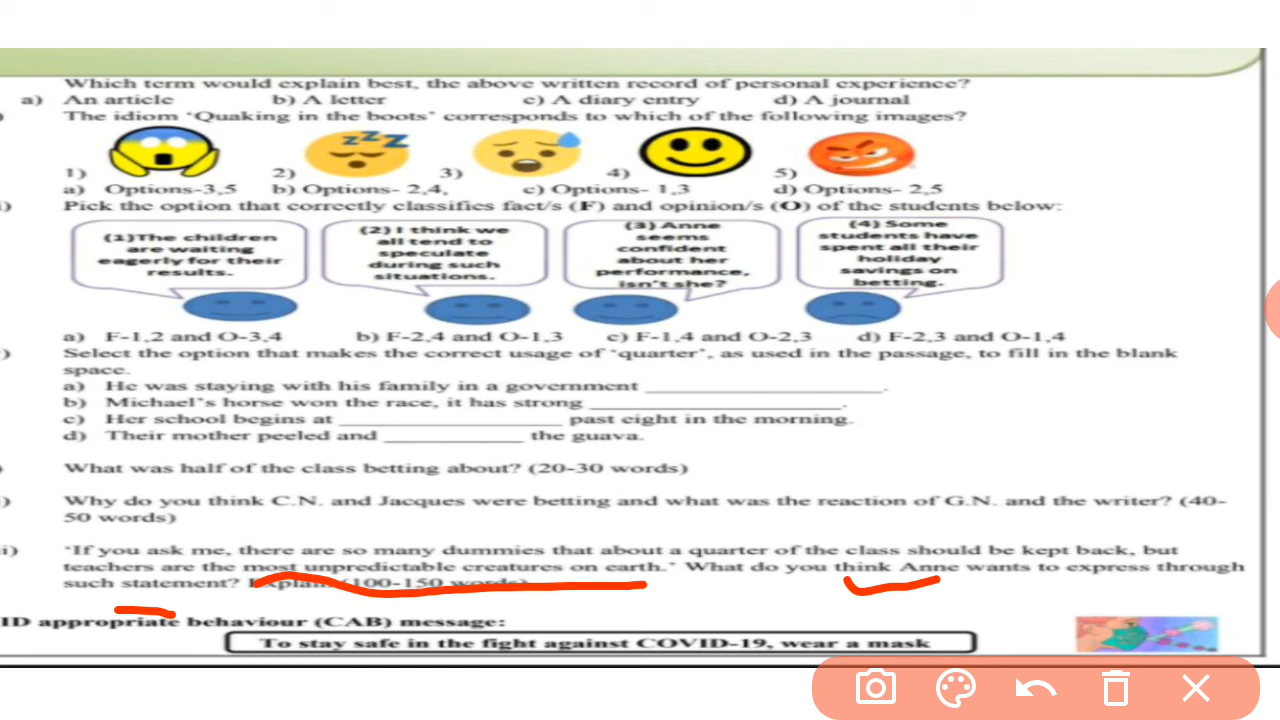 Which term would explain best, the above written record of personal experience?
a) An article b) A letter c) A diary entry d) A journal
The idiom 'Quaking in the boots' corresponds to which of the following images?
1) 2) 3) 4) 5)
a) Options-3,5 b) Options- 2,4, c) Options- 1,3 d) Options- 2,5
Pick the option that correctly classifies fact/s (F) and opinion/s (O) of the students below:
(1)The children
are waiting
eagerly for their
results.
(2) I think we
all tend to
speculate
during such
situations.
(3) Anne
seems
confident
about her
performance,
isn't she?
(4) Some
students have
spent all their
holiday
savings on
betting.
a) F-1,2 and O-3,4 b) F-2,4 and O-1,3 c) F-1,4 and O-2,3 d) F-2,3 and O-1,4
Select the option that makes the correct usage of 'quarter', as used in the passage, to fill in the blank
space.
a) He was staying with his family in a government ____________________.
b) Michael's horse won the race, it has strong ____________________.
c) Her school begins at __________________ past eight in the morning.
d) Their mother peeled and ___________ the guava.
What was half of the class betting about? (20-30 words)
Why do you think C.N. and Jacques were betting and what was the reaction of G.N. and the writer? (40-
50 words)
'If you ask me, there are so many dummies that about a quarter of the class should be kept back, but
teachers are the most unpredictable creatures on earth.' What do you think Anne wants to express through
such statement? Explain (100-150 words)
ID appropriate behaviour (CAB) message:
To stay safe in the fight against COVID-19, wear a mask